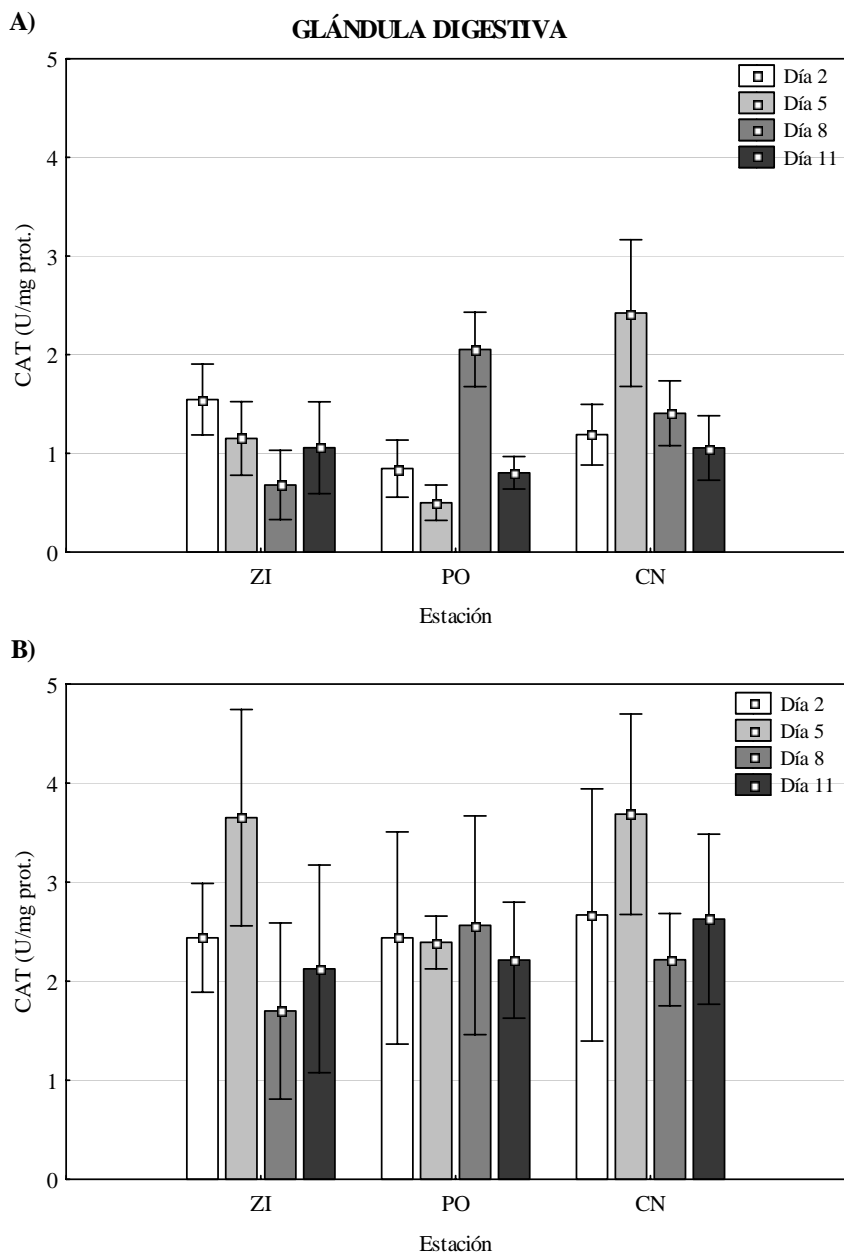 A)
GLÁNDULA DIGESTIVA
5
4
3
2
1
0
CAT (U/mg prot.)
Día 2
Día 5
Día 8
Día 11
ZI PO CN
Estación
B)
5
4
3
2
1
0
CAT (U/mg prot.)
Día 2
Día 5
Día 8
Día 11
ZI PO CN
Estación